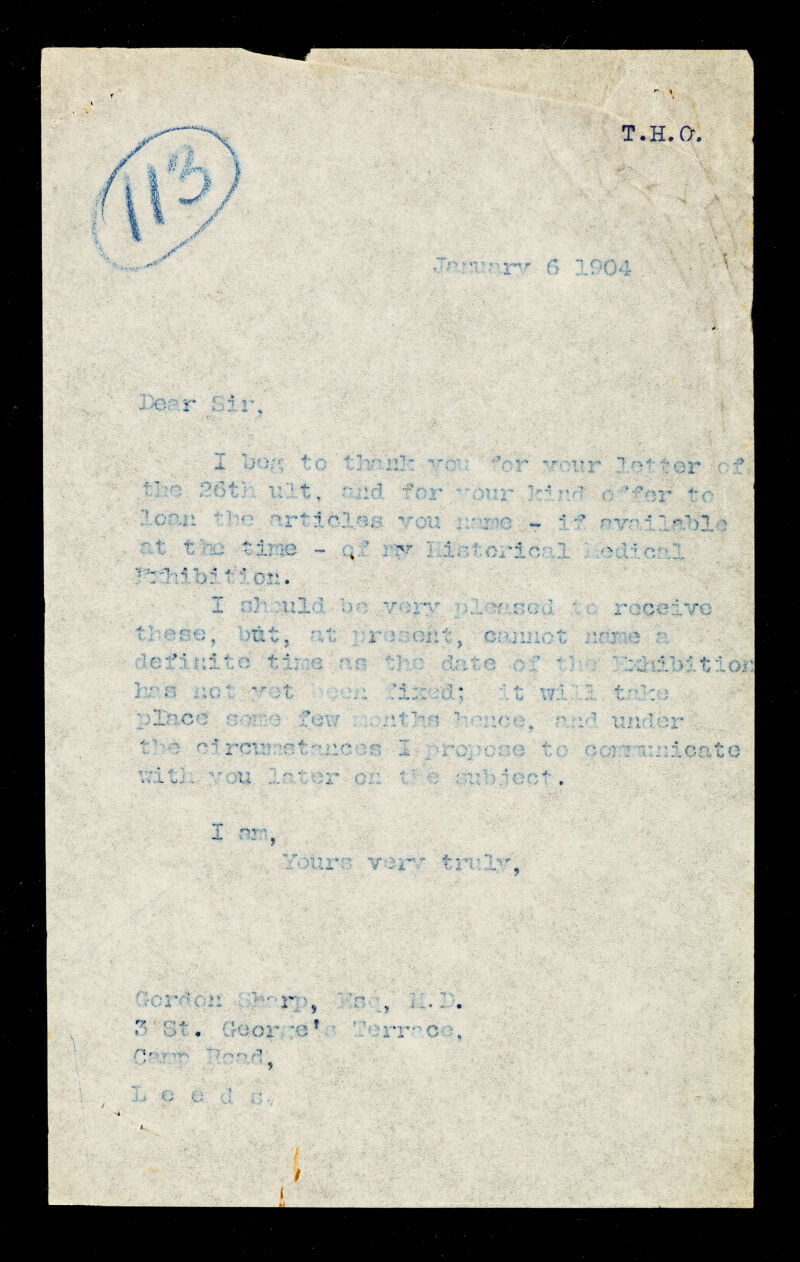 T.H.O.
113
January 6 1904
Dear Sir,
I beg to thank you for your letter of
the 26th ult, and for your kind offer to
loan the articles you name - if available
at the time - of my Historical Medical
Exhibition.
I should be very pleased to receive
these, but, at present, cannot name a
definite time as the date of the Exhibition
has not yet been fixed; it will take
place some few months hence, and under
the circumstances I propose to communicate
with you later on the subject.
I am,
Yours very truly,
Gordon Sharp, Esq, M.D.
3 St. George's Terrace,
Camp Road,
L e e d s.